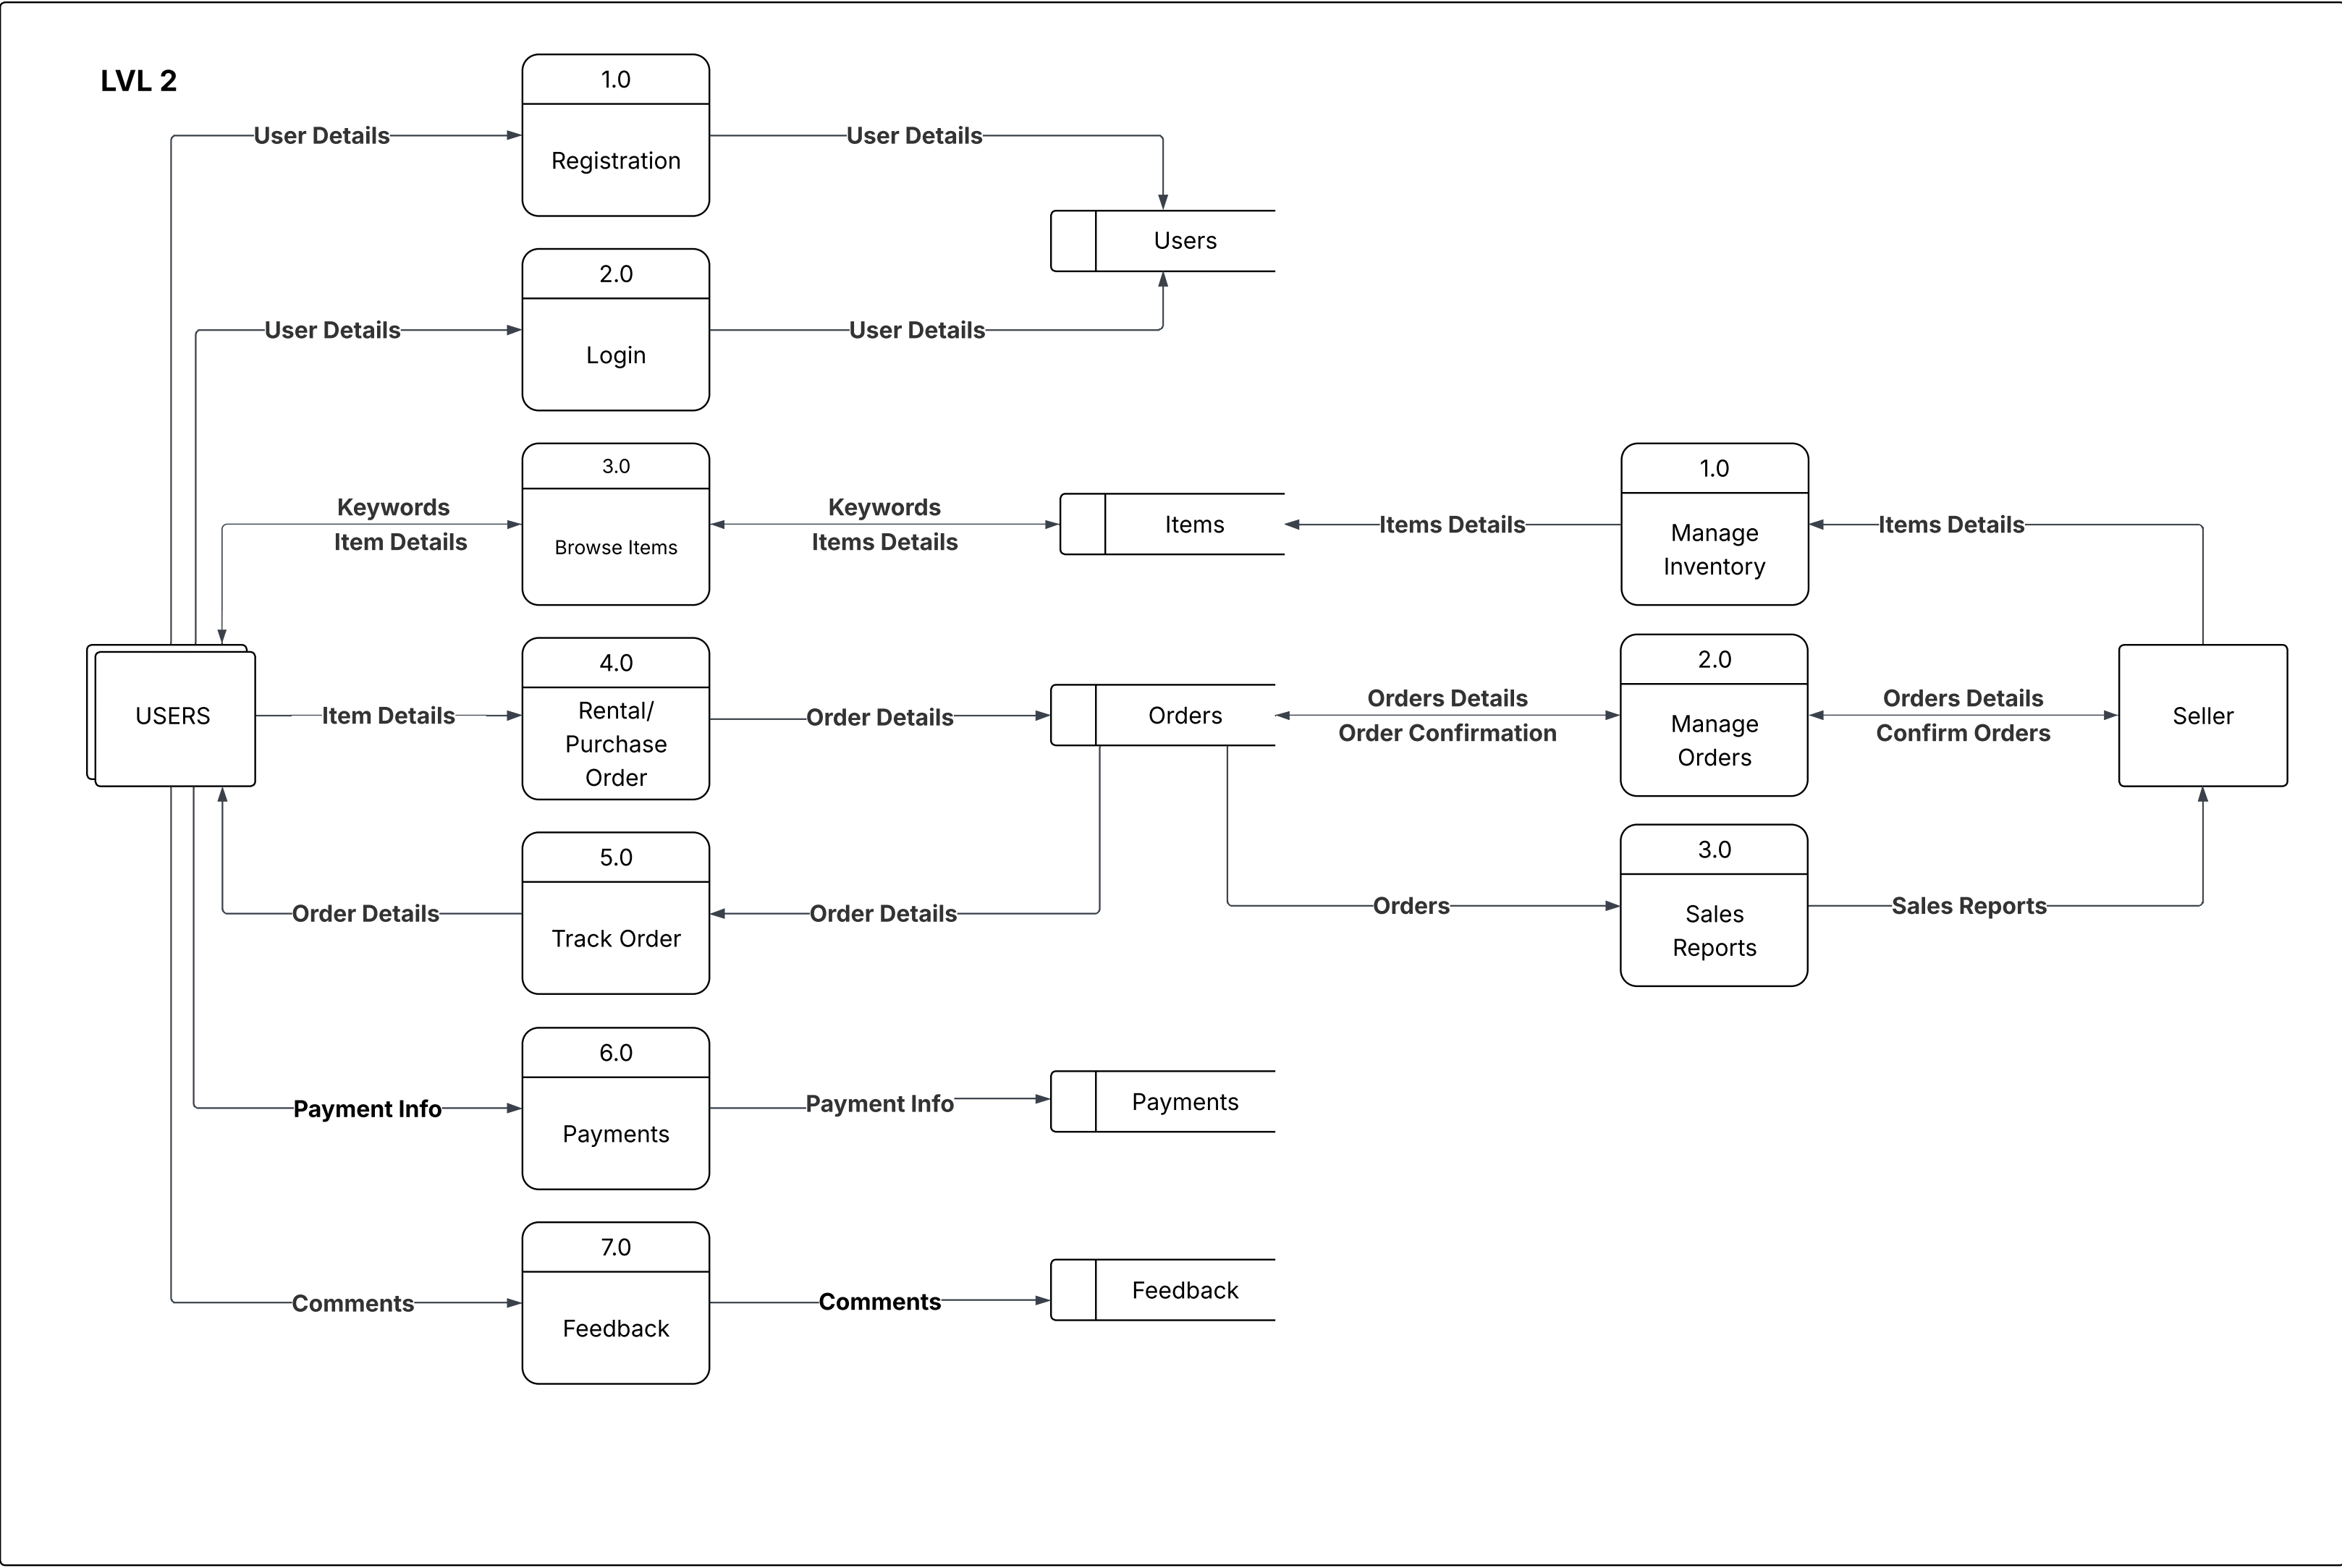 LVL 2
1.0
User Details
User Details
Registration
Users
2.0
User Details
User Details
Login
3.0
1.0
Keywords
Keywords
Item Details
Items Details
Browse Items
Items
Items Details
Manage
Inventory
Items Details
4.0
2.0
USERS
Item Details
Rental/
Purchase
Order
Order Details
Orders
Orders Details
Order Confirmation
Manage
Orders
Orders Details
Confirm Orders
Seller
5.0
3.0
Order Details
Order Details
Track Order
Orders
Sales
Reports
Sales Reports
6.0
Payment Info
Payment Info
Payments
Payments
7.0
Comments
Comments
Feedback
Feedback